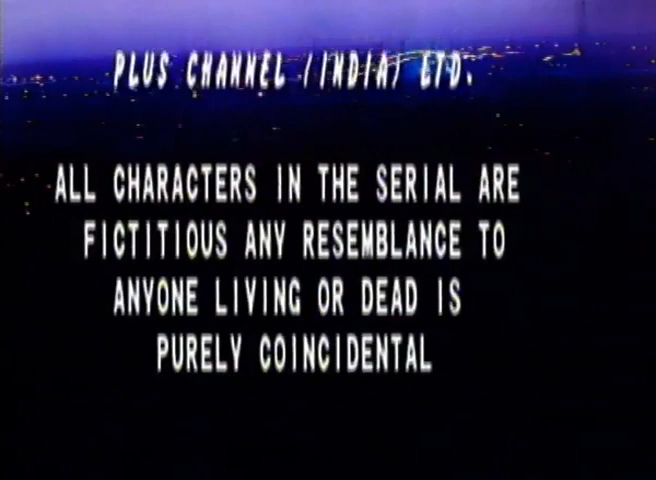 PLUS CHANNEL (INDIA) LTD.
ALL CHARACTERS IN THE SERIAL ARE
FICTITIOUS ANY RESEMBLANCE TO
ANYONE LIVING OR DEAD IS
PURELY COINCIDENTAL